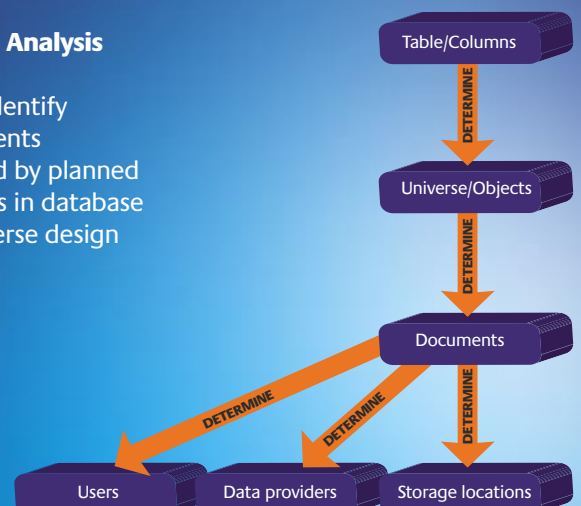 Analysis
entify
ents
d by planned
s in database
erse design
Table/Columns
DETERMINE
Universe/Objects
DETERMINE
Documents
DETERMINE
DETERMINE
DETERMINE
Users
Data providers
Storage locations